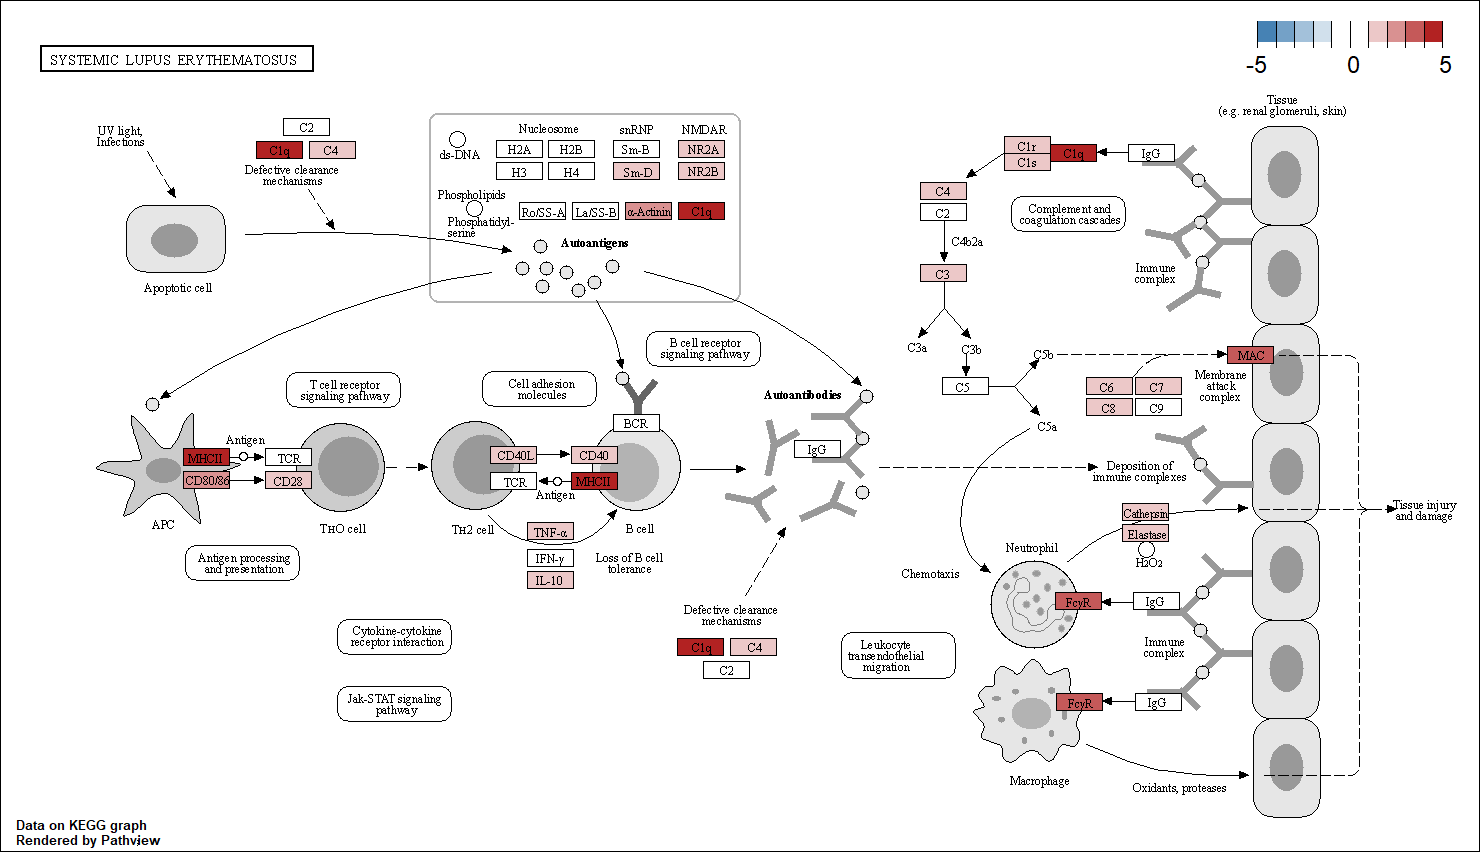 SYSTEMIC LUPUS ERYTHEMATOSUS
-5 0 5
UV light,
Infections
C2
C1q C4
Defective clearance
mechanisms
Apoptotic cell
Nucleosome snRNP NMDAR
ds-DNA
H2A H2B Sm-B NR2A
H3 H4 Sm-D NR2B
Phospholipids
Phosphatidyl-
serine
Ro/SS-A La/SS-B α-Actinin C1q
Autoantigens
Tissue
(e.g. renal glomeruli, skin)
C1r
C1s
C1q
IgG
C4
C2
C4b2a
C3
Complement and
coagulation cascades
Immune
complex
C3a C3b
C5
C5b
C5a
MAC
Membrane
attack
complex
C6 C7
C8 C9
B cell receptor
signaling pathway
T cell receptor
signaling pathway
Cell adhesion
molecules
Autoantibodies
BCR
IgG
Antigen
MHCII TCR
CD80/86 CD28
APC
TH0 cell
CD40L CD40
TCR MHCII
Antigen
TH2 cell
B cell
TNF-α
IFN-γ
IL-10
Loss of B cell
tolerance
Antigen processing
and presentation
Deposition of
immune complexes
Cathepsin
Elastase
H2O2
Tissue injury
and damage
Neutrophil
Chemotaxis
FcγR IgG
Immune
complex
Defective clearance
mechanisms
C1q C4
C2
Cytokine-cytokine
receptor interaction
Leukocyte
transendothelial
migration
Jak-STAT signaling
pathway
FcγR IgG
Macrophage
Oxidants, proteases
Data on KEGG graph
Rendered by Pathview